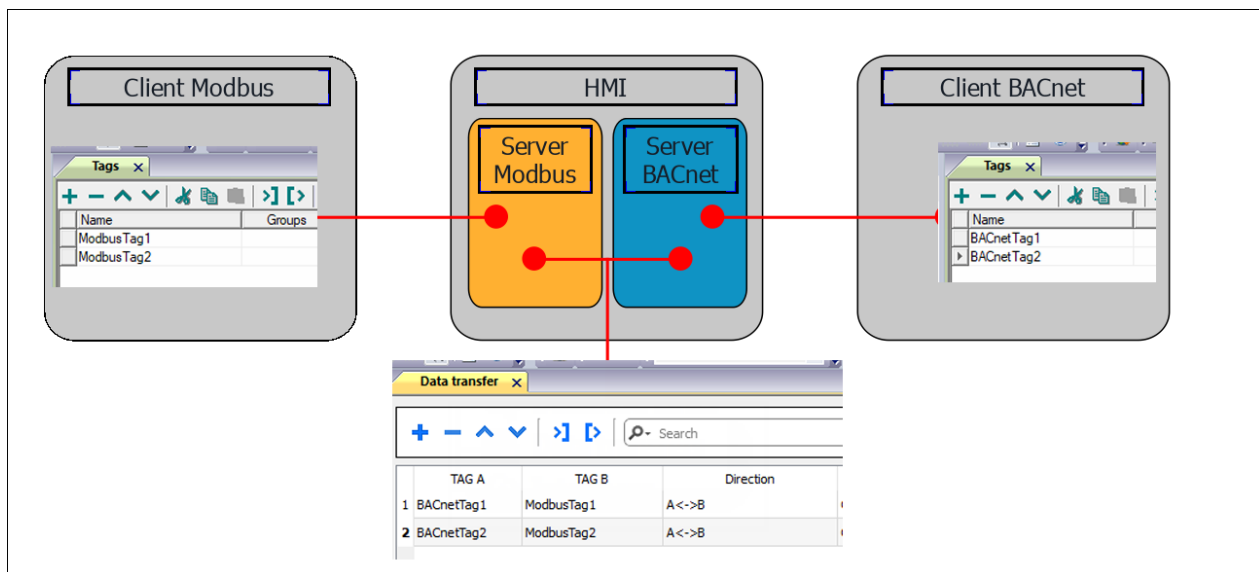 Client Modbus
Tags
Name Groups
ModbusTag1
ModbusTag2
HMI
Server
Modbus
Server
BACnet
Client BACnet
Tags
Name
BACnetTag1
BACnetTag2
Data transfer
Search
TAG A TAG B Direction
1 BACnetTag1 ModbusTag1 A<->B
2 BACnetTag2 ModbusTag2 A<->B